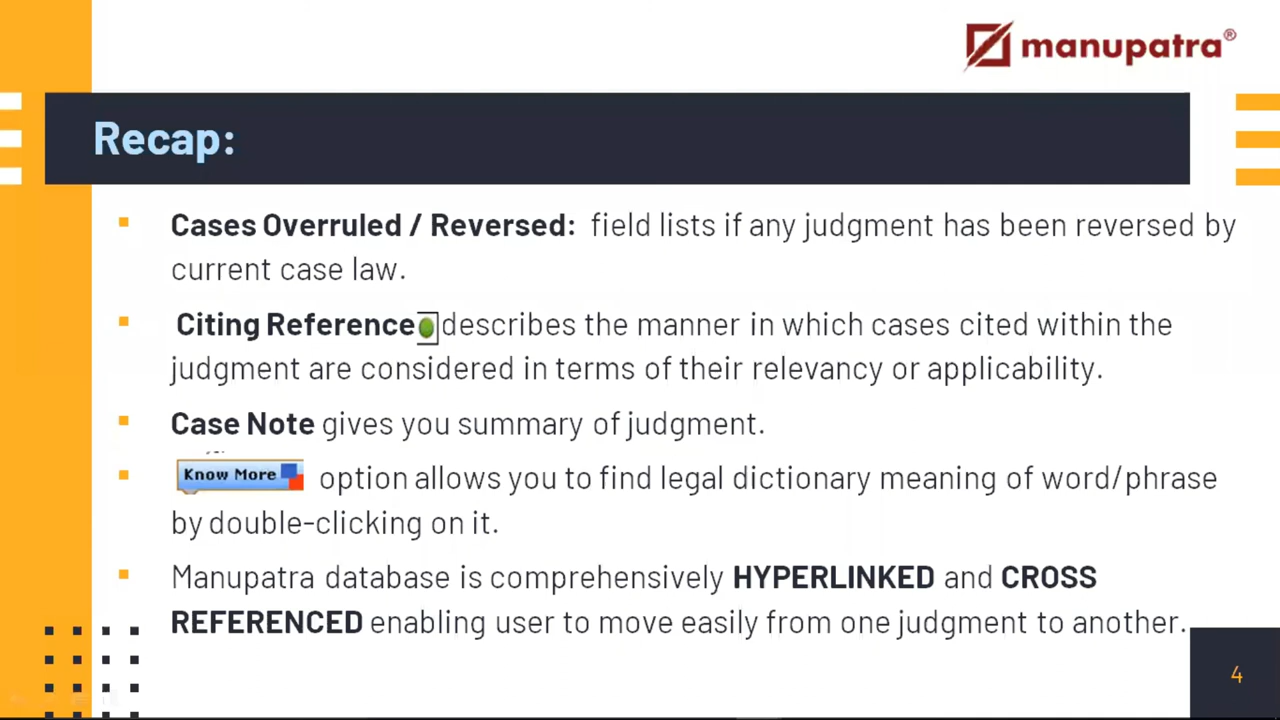 manupatra®
Recap:
▪ Cases Overruled / Reversed: field lists if any judgment has been reversed by
current case law.
▪ Citing Reference describes the manner in which cases cited within the
judgment are considered in terms of their relevancy or applicability.
▪ Case Note gives you summary of judgment.
▪ Know More option allows you to find legal dictionary meaning of word/phrase
by double-clicking on it.
▪ Manupatra database is comprehensively HYPERLINKED and CROSS
REFERENCED enabling user to move easily from one judgment to another.
4